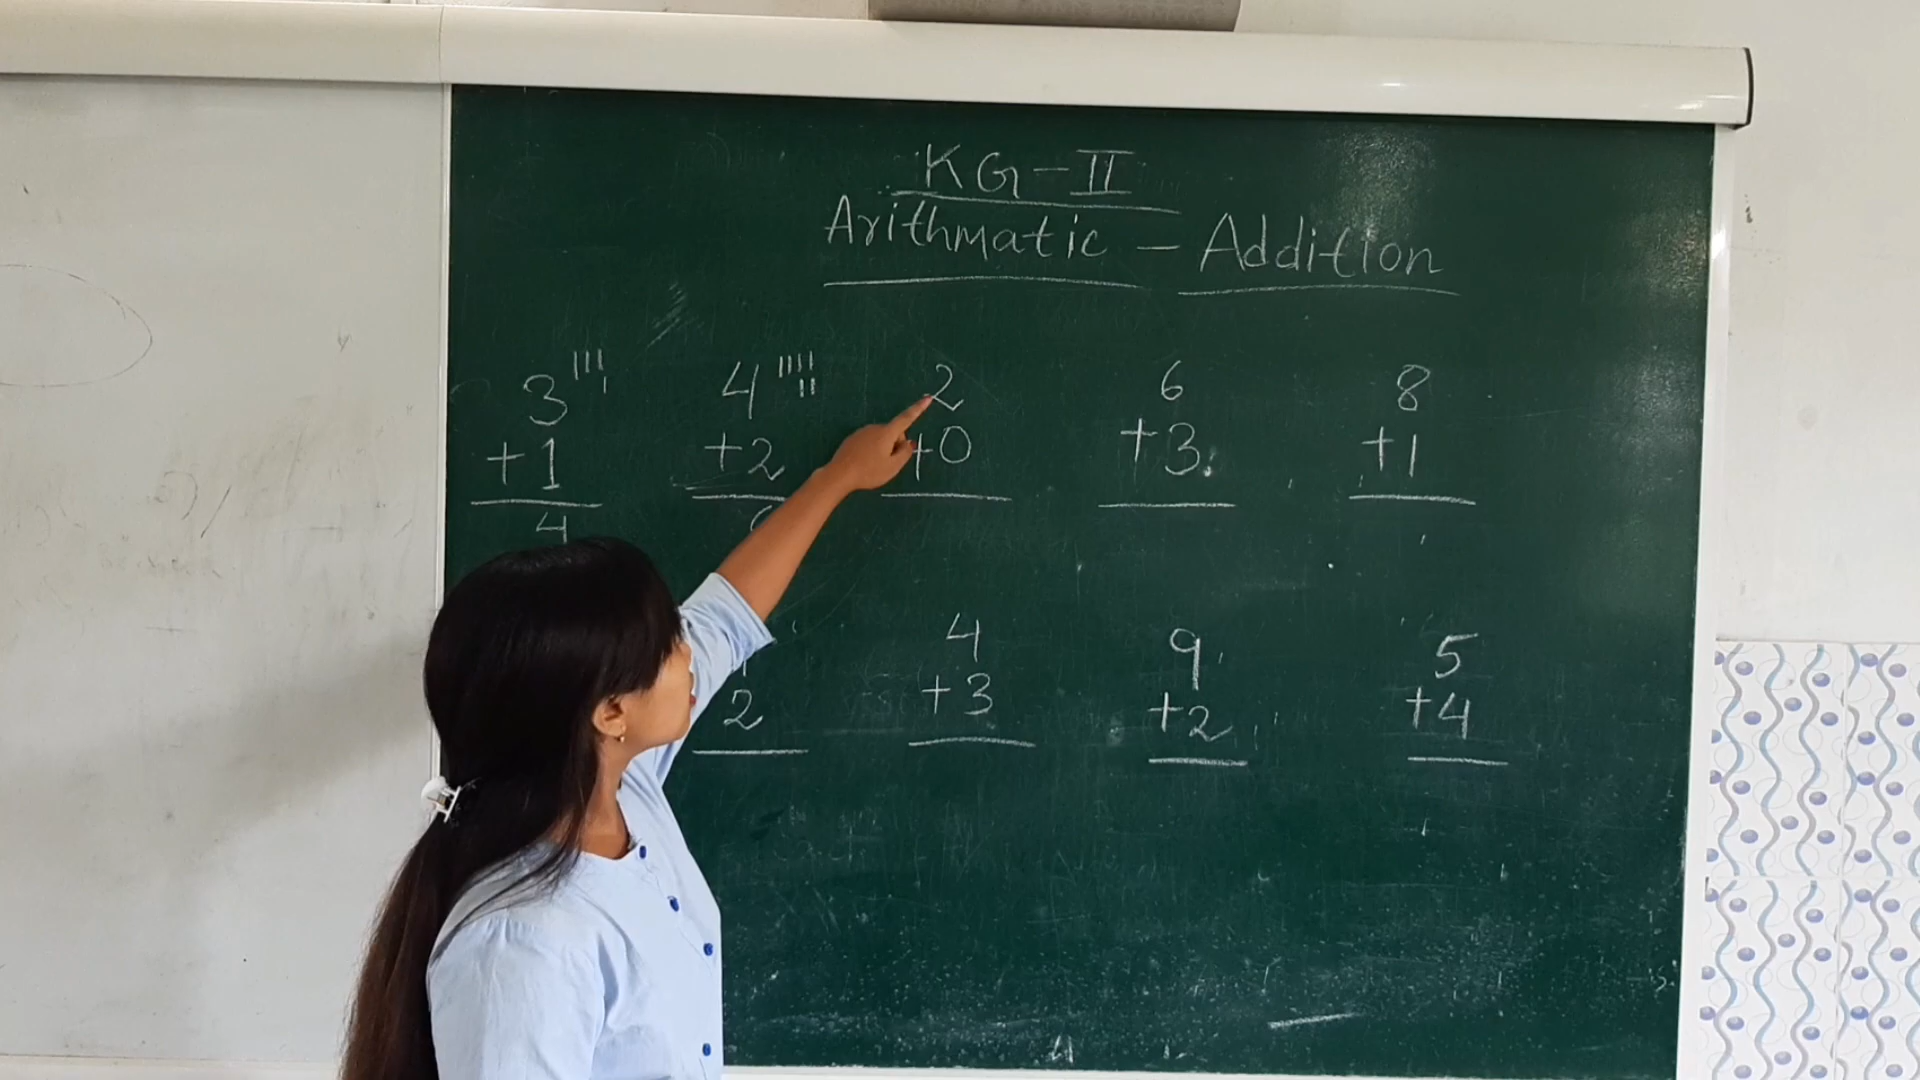 KG-II
Arithmatic - Addition
3 4 2 6 8
+1 +2 +0 +3 +1
4
4 9 5
2 +3 +2 +4